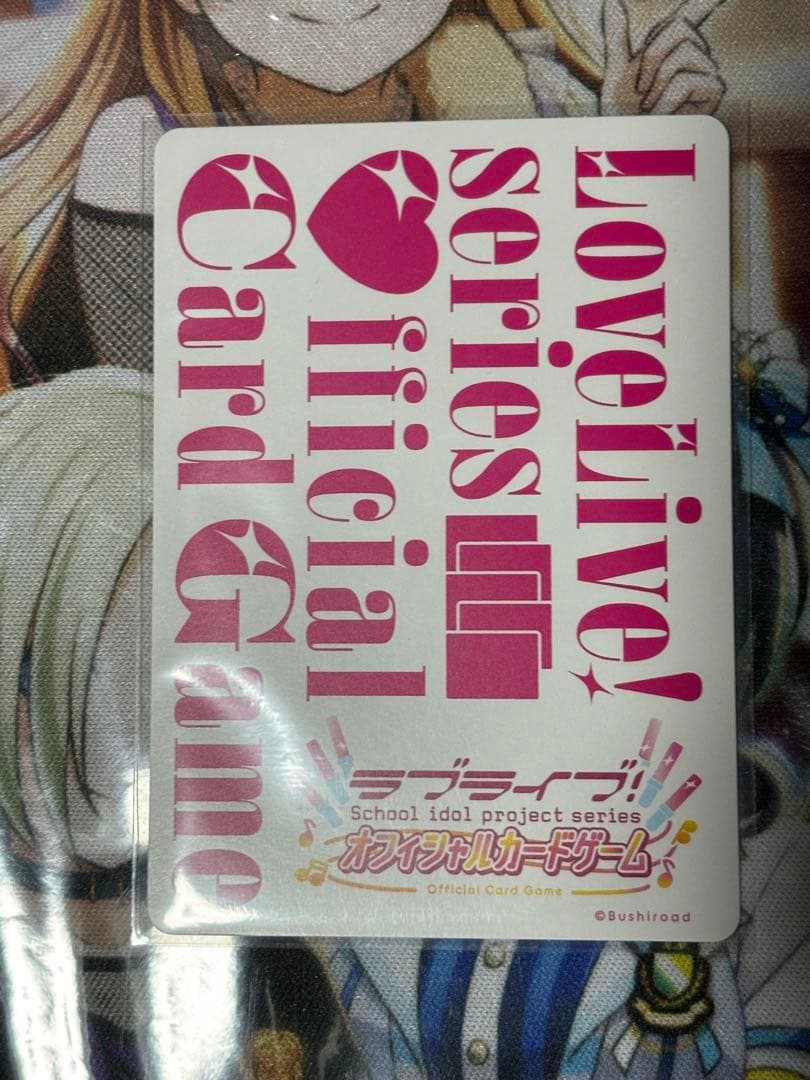 LoveLive!
series
Official
Card Game
ラブライブ!
School idol project series
オフィシャルカードゲーム
Official Card Game
©Bushiroad